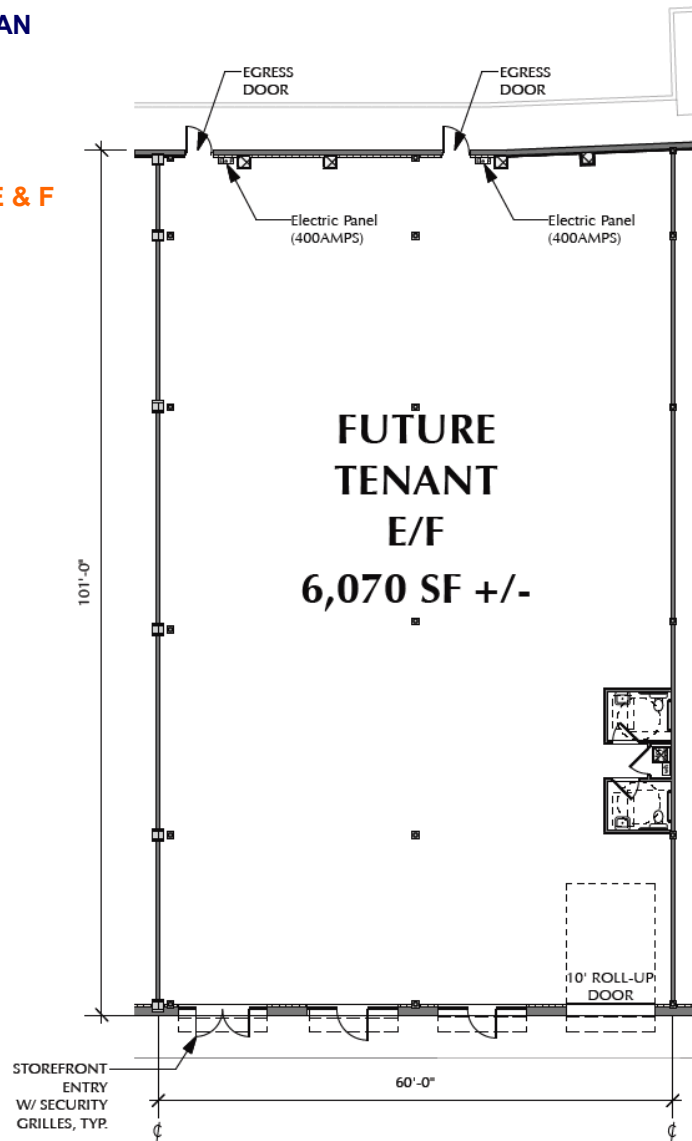 AN
EGRESS
DOOR
EGRESS
DOOR
E & F
Electric Panel
(400AMPS)
Electric Panel
(400AMPS)
FUTURE
TENANT
E/F
6,070 SF +/-
101'-0"
10' ROLL-UP
DOOR
STOREFRONT
ENTRY
W/ SECURITY
GRILLES, TYP.
60'-0"